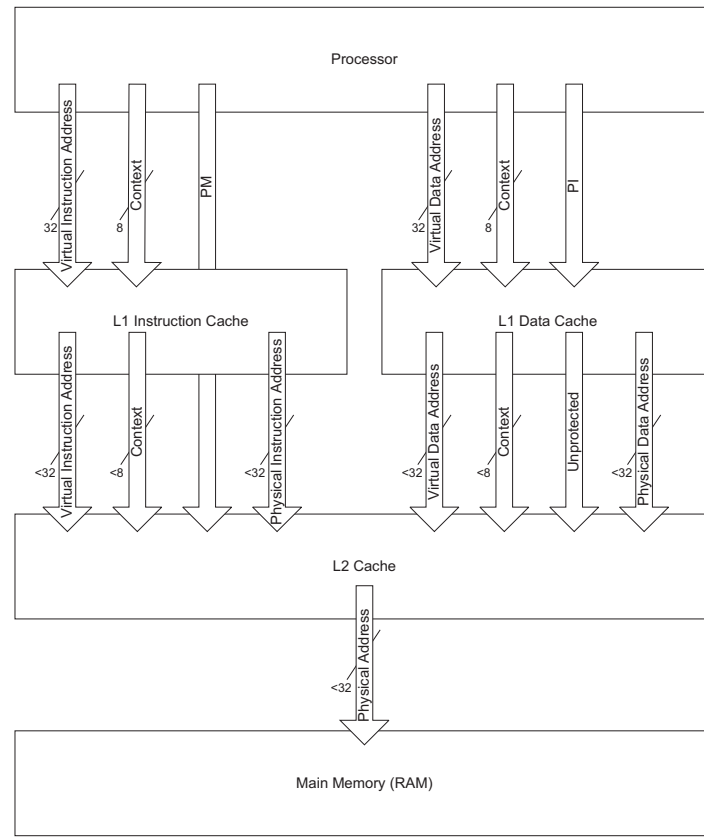 Processor
Virtual Instruction Address
32
Context
8
PM
Virtual Data Address
32
Context
8
PI
L1 Instruction Cache
L1 Data Cache
Virtual Instruction Address
<32
Context
<8
Physical Instruction Address
<32
Virtual Data Address
<32
Context
<8
Unprotected
Physical Data Address
<32
L2 Cache
Physical Address
<32
Main Memory (RAM)